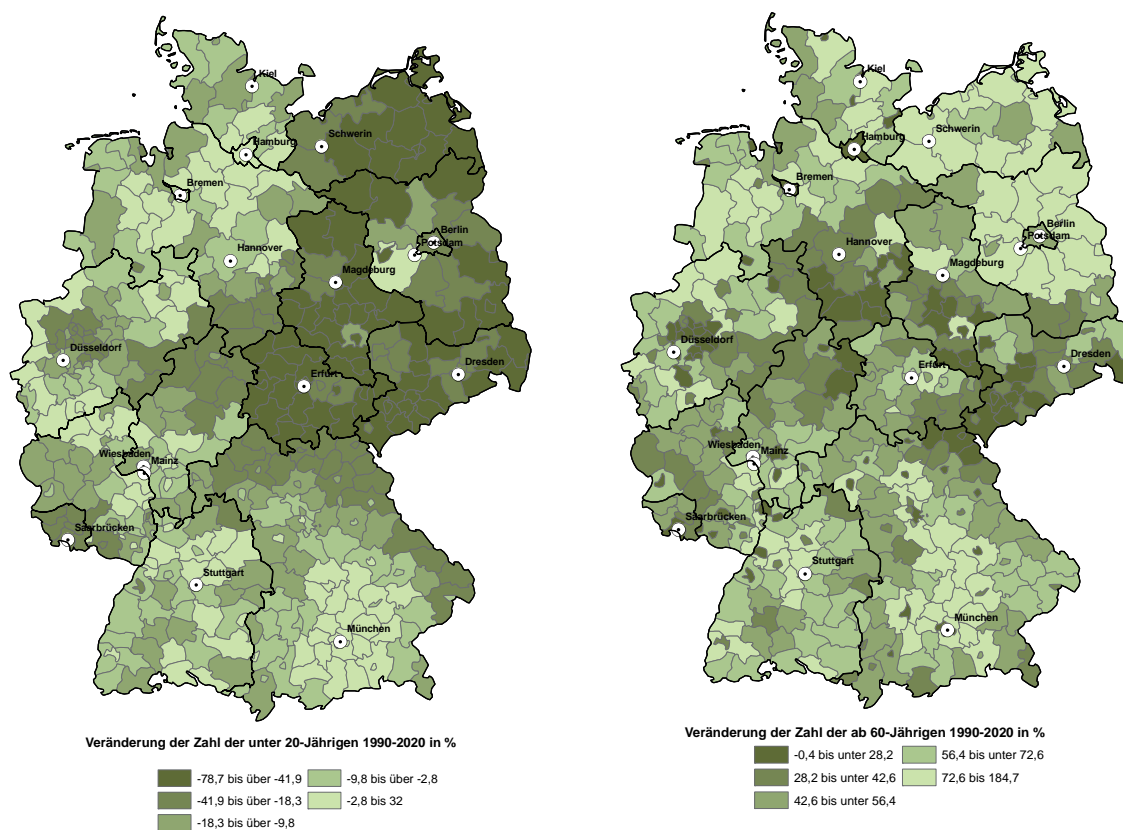 Kiel
Schwerin
Hamburg
Bremen
Berlin
Potsdam
Hannover
Magdeburg
Düsseldorf
Dresden
Erfurt
Wiesbaden
Mainz
Saarbrücken
Stuttgart
München
Veränderung der Zahl der unter 20-Jährigen 1990-2020 in %
-78,7 bis über -41,9
-9,8 bis über -2,8
-41,9 bis über -18,3
-2,8 bis 32
-18,3 bis über -9,8
Kiel
Schwerin
Hamburg
Bremen
Berlin
Potsdam
Hannover
Magdeburg
Düsseldorf
Dresden
Erfurt
Wiesbaden
Mainz
Saarbrücken
Stuttgart
München
Veränderung der Zahl der ab 60-Jährigen 1990-2020 in %
-0,4 bis unter 28,2
56,4 bis unter 72,6
28,2 bis unter 42,6
72,6 bis 184,7
42,6 bis unter 56,4